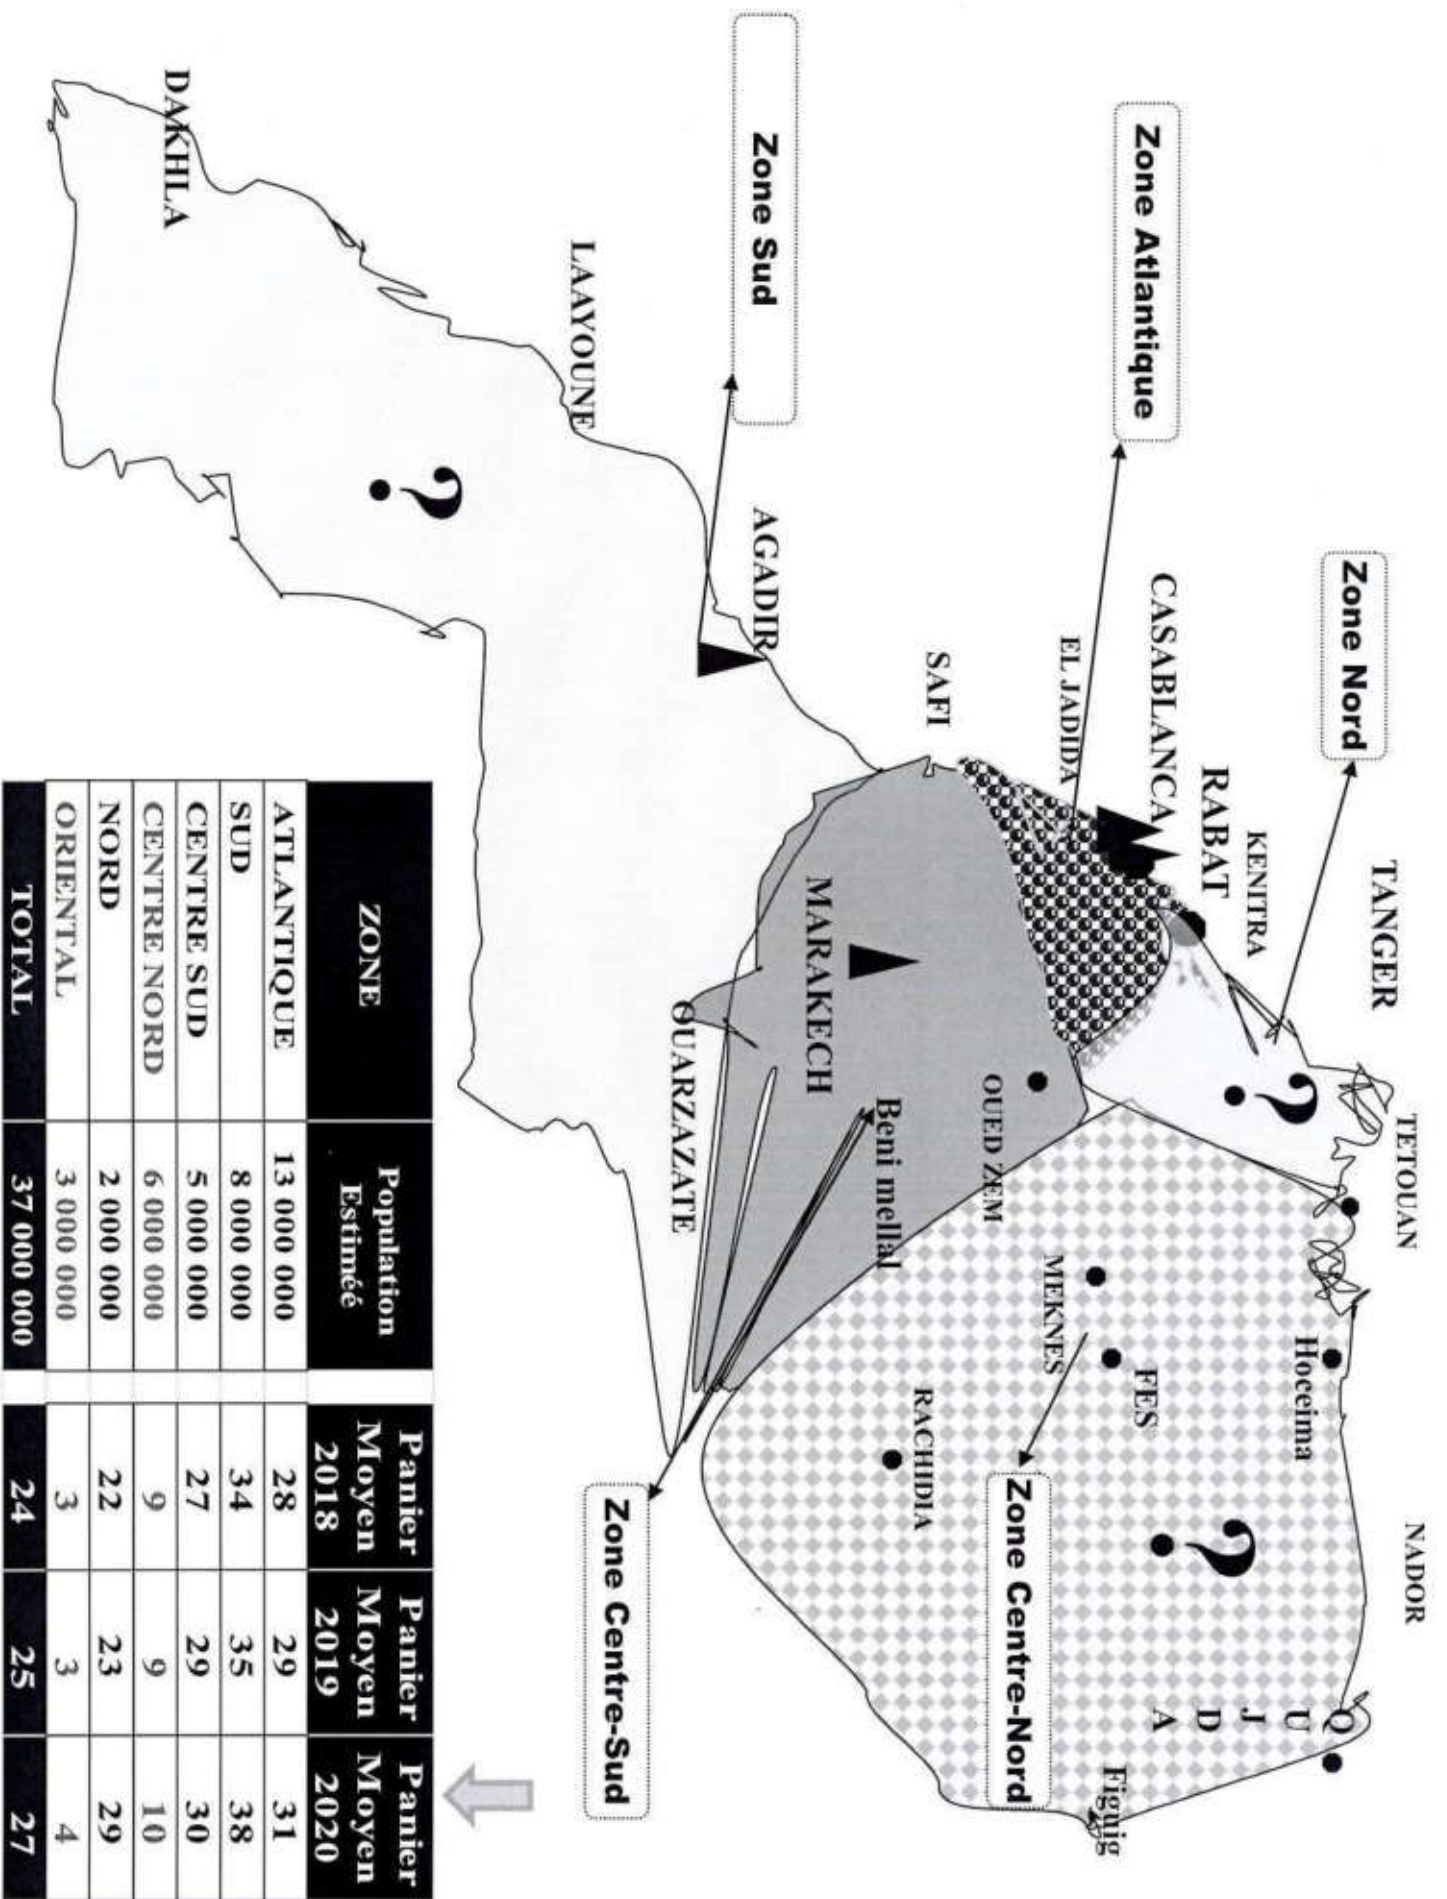 NADOR
TETOUAN
TANGER
Zone Nord
Hoceima
O
U
J
D
A
?
?
KENITRA
RABAT
CASABLANCA
Zone Atlantique
FES
Figuig
EL JADIDA
MEKNES
Zone Centre-Nord
OUED ZEM
SAFI
RACHIDIA
Beni mellal
MARAKECH
AGADIR
Zone Sud
OUARZAZATE
Zone Centre-Sud
LAAYOUNE
?
DAKHLA
ZONE Population Estiméé Panier Moyen 2018 Panier Moyen 2019 Panier Moyen 2020
ATLANTIQUE 13 000 000 28 29 31
SUD 8 000 000 34 35 38
CENTRE SUD 5 000 000 27 29 30
CENTRE NORD 6 000 000 9 9 10
NORD 2 000 000 22 23 29
ORIENTAL 3 000 000 3 3 4
TOTAL 37 000 000 24 25 27